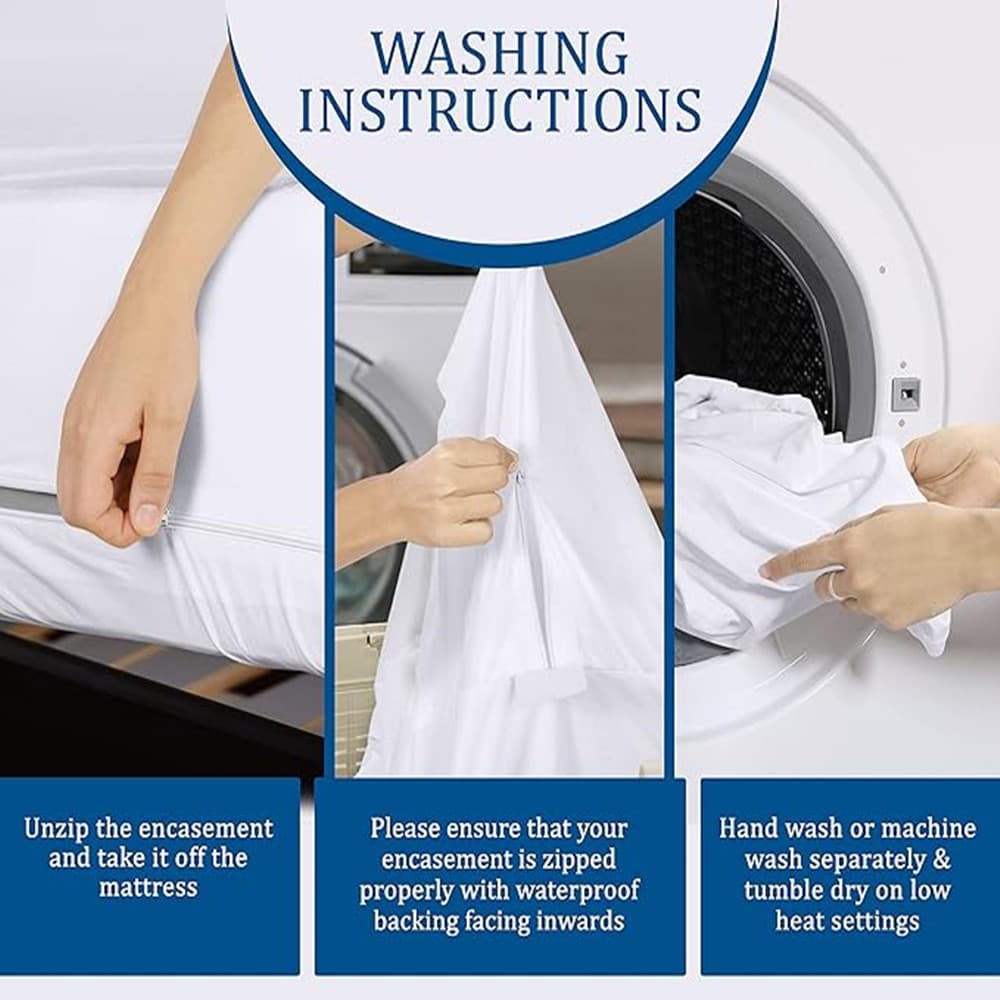 WASHING
INSTRUCTIONS
Unzip the encasement
and take it off the
mattress
Please ensure that your
encasement is zipped
properly with waterproof
backing facing inwards
Hand wash or machine
wash separately &
tumble dry on low
heat settings